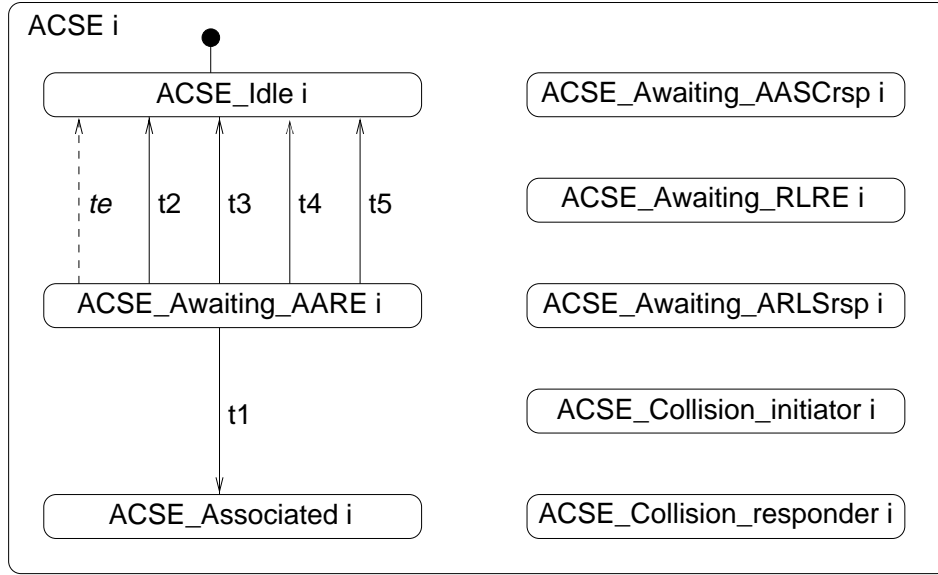 ACSE i
ACSE_Idle i
ACSE_Awaiting_AASCrsp i
te
t2
t3
t4
t5
ACSE_Awaiting_RLRE i
ACSE_Awaiting_AARE i
ACSE_Awaiting_ARLSrsp i
t1
ACSE_Collision_initiator i
ACSE_Associated i
ACSE_Collision_responder i